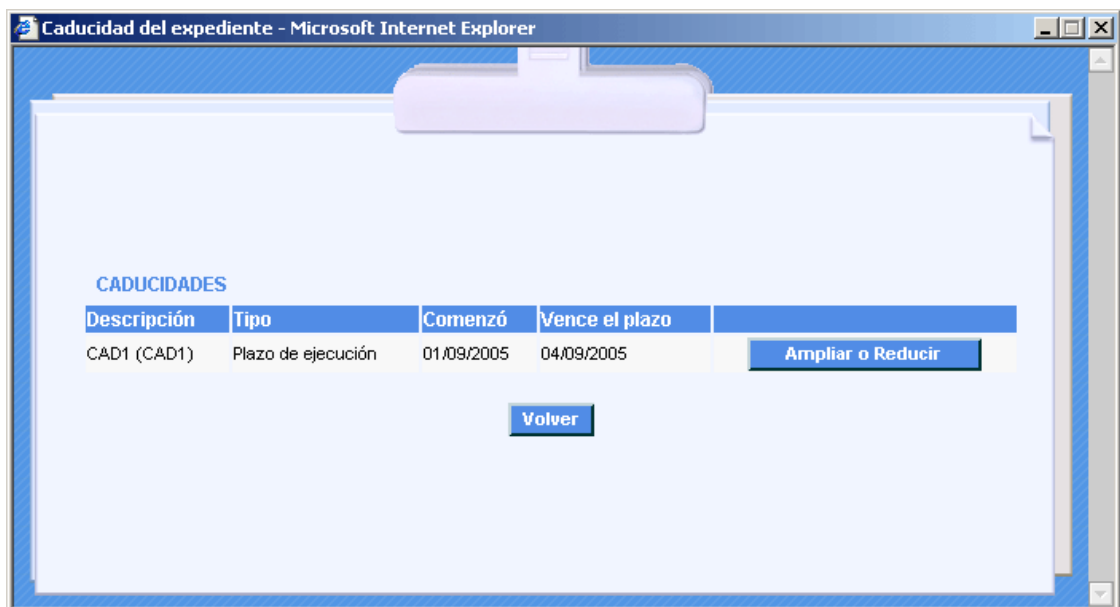 Caducidad del expediente - Microsoft Internet Explorer
CADUCIDADES
Descripción Tipo Comenzó Vence el plazo
CAD1 (CAD1) Plazo de ejecución 01/09/2005 04/09/2005 Ampliar o Reducir
Volver